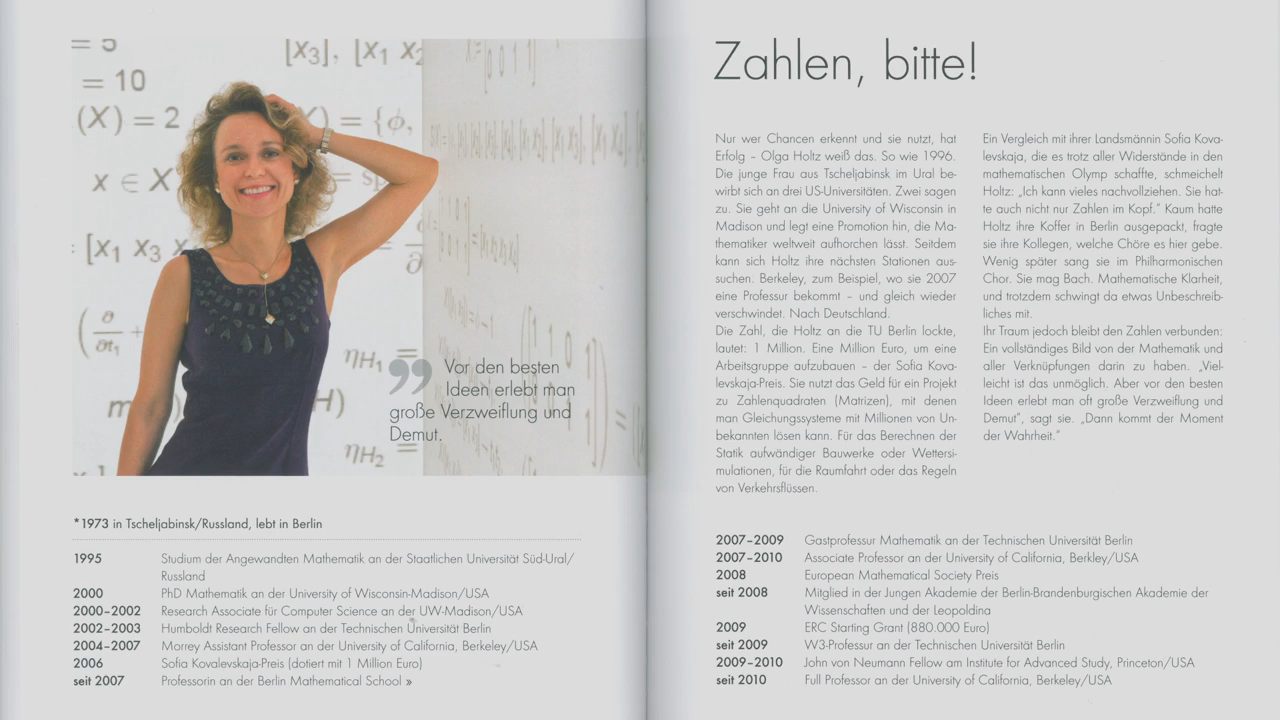 = 5
[x3], [x1 x2
= 10
(X) = 2
X) = {ϕ,
x ∈ X
= sp
[x1 x3 x
ηH1 =
H)
ηH2 =
Vor den besten
Ideen erlebt man
große Verzweiflung und
Demut.
*1973 in Tscheljabinsk/Russland, lebt in Berlin
1995 Studium der Angewandten Mathematik an der Staatlichen Universität Süd-Ural/
Russland
2000 PhD Mathematik an der University of Wisconsin-Madison/USA
2000–2002 Research Associate für Computer Science an der UW-Madison/USA
2002–2003 Humboldt Research Fellow an der Technischen Universität Berlin
2004–2007 Morrey Assistant Professor an der University of California, Berkeley/USA
2006 Sofia Kovalevskaja-Preis (dotiert mit 1 Million Euro)
seit 2007 Professorin an der Berlin Mathematical School »
Zahlen, bitte!
Nur wer Chancen erkennt und sie nutzt, hat
Erfolg – Olga Holtz weiß das. So wie 1996.
Die junge Frau aus Tscheljabinsk im Ural be-
wirbt sich an drei US-Universitäten. Zwei sagen
zu. Sie geht an die University of Wisconsin in
Madison und legt eine Promotion hin, die Ma-
thematiker weltweit aufhorchen lässt. Seitdem
kann sich Holtz ihre nächsten Stationen aus-
suchen. Berkeley, zum Beispiel, wo sie 2007
eine Professur bekommt – und gleich wieder
verschwindet. Nach Deutschland.
Die Zahl, die Holtz an die TU Berlin lockte,
lautet: 1 Million. Eine Million Euro, um eine
Arbeitsgruppe aufzubauen – der Sofia Kova-
levskaja-Preis. Sie nutzt das Geld für ein Projekt
zu Zahlenquadraten (Matrizen), mit denen
man Gleichungssysteme mit Millionen von Un-
bekannten lösen kann. Für das Berechnen der
Statik aufwändiger Bauwerke oder Wettersi-
mulationen, für die Raumfahrt oder das Regeln
von Verkehrsflüssen.
Ein Vergleich mit ihrer Landsmännin Sofia Kova-
levskaja, die es trotz aller Widerstände in den
mathematischen Olymp schaffte, schmeichelt
Holtz: „Ich kann vieles nachvollziehen. Sie hat-
te auch nicht nur Zahlen im Kopf." Kaum hatte
Holtz ihre Koffer in Berlin ausgepackt, fragte
sie ihre Kollegen, welche Chöre es hier gebe.
Wenig später sang sie im Philharmonischen
Chor. Sie mag Bach. Mathematische Klarheit,
und trotzdem schwingt da etwas Unbeschreib-
liches mit.
Ihr Traum jedoch bleibt den Zahlen verbunden:
Ein vollständiges Bild von der Mathematik und
aller Verknüpfungen darin zu haben. „Viel-
leicht ist das unmöglich. Aber vor den besten
Ideen erlebt man oft große Verzweiflung und
Demut", sagt sie. „Dann kommt der Moment
der Wahrheit."
2007–2009 Gastprofessur Mathematik an der Technischen Universität Berlin
2007–2010 Associate Professor an der University of California, Berkley/USA
2008 European Mathematical Society Preis
seit 2008 Mitglied in der Jungen Akademie der Berlin-Brandenburgischen Akademie der
Wissenschaften und der Leopoldina
2009 ERC Starting Grant (880.000 Euro)
seit 2009 W3-Professur an der Technischen Universität Berlin
2009–2010 John von Neumann Fellow am Institute for Advanced Study, Princeton/USA
seit 2010 Full Professor an der University of California, Berkeley/USA